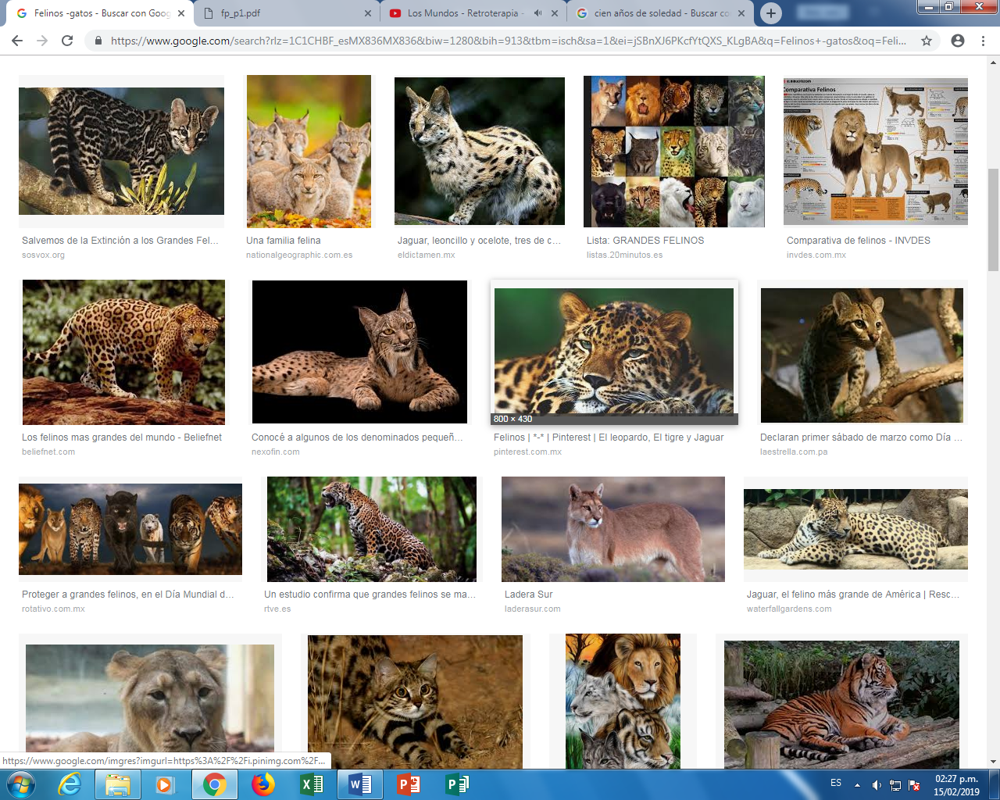 Felinos -gatos - Buscar con Goog
fp_p1.pdf
Los Mundos - Retroterapia -
cien años de soledad - Buscar co
https://www.google.com/search?rlz=1C1CHBF_esMX836MX836&biw=1280&bih=913&tbm=isch&sa=1&ei=jSBnXJ6PKcfYtQXS_KLgBA&q=Felinos+-gatos&oq=Feli...
ELBIBLIOTE.COM
Comparativa Felinos
Salvemos de la Extinción a los Grandes Fel...
sosvox.org
Una familia felina
nationalgeographic.com.es
Jaguar, leoncillo y ocelote, tres de c...
eldictamen.mx
Lista: GRANDES FELINOS
listas.20minutos.es
Comparativa de felinos - INVDES
invdes.com.mx
800 × 430
Los felinos mas grandes del mundo - Beliefnet
beliefnet.com
Conocé a algunos de los denominados pequeñ...
nexofin.com
Felinos | *-* | Pinterest | El leopardo, El tigre y Jaguar
pinterest.com.mx
Declaran primer sábado de marzo como Día ...
laestrella.com.pa
Proteger a grandes felinos, en el Día Mundial d...
rotativo.com.mx
Un estudio confirma que grandes felinos se ma...
rtve.es
Ladera Sur
laderasur.com
Jaguar, el felino más grande de América | Resc...
waterfallgardens.com
https://www.google.com/imgres?imgurl=https%3A%2F%2Fi.pinimg.com%2F...
ES
02:27 p.m.
15/02/2019